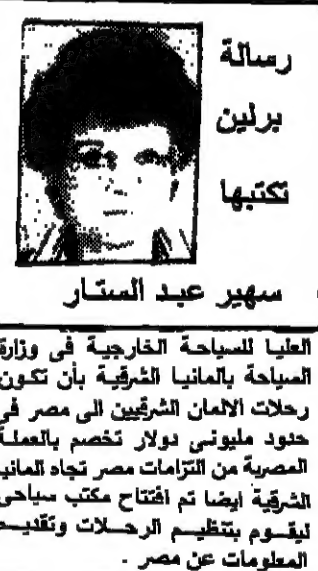 رسالة
برلين
تكتبها
سهير عبد الستار
العليا للسياحة الخارجية فى وزارة
السياحة بالمانيا الشرقية بأن تكون
رحلات الالمان الشرقيين الى مصر فى
حدود مليونى دولار تخصم بالعملة
المصرية من التزامات مصر تجاه المانيا
الشرقية ايضا تم افتتاح مكتب سياحى
ليقوم بتنظيم الرحلات وتقديم
المعلومات عن مصر .